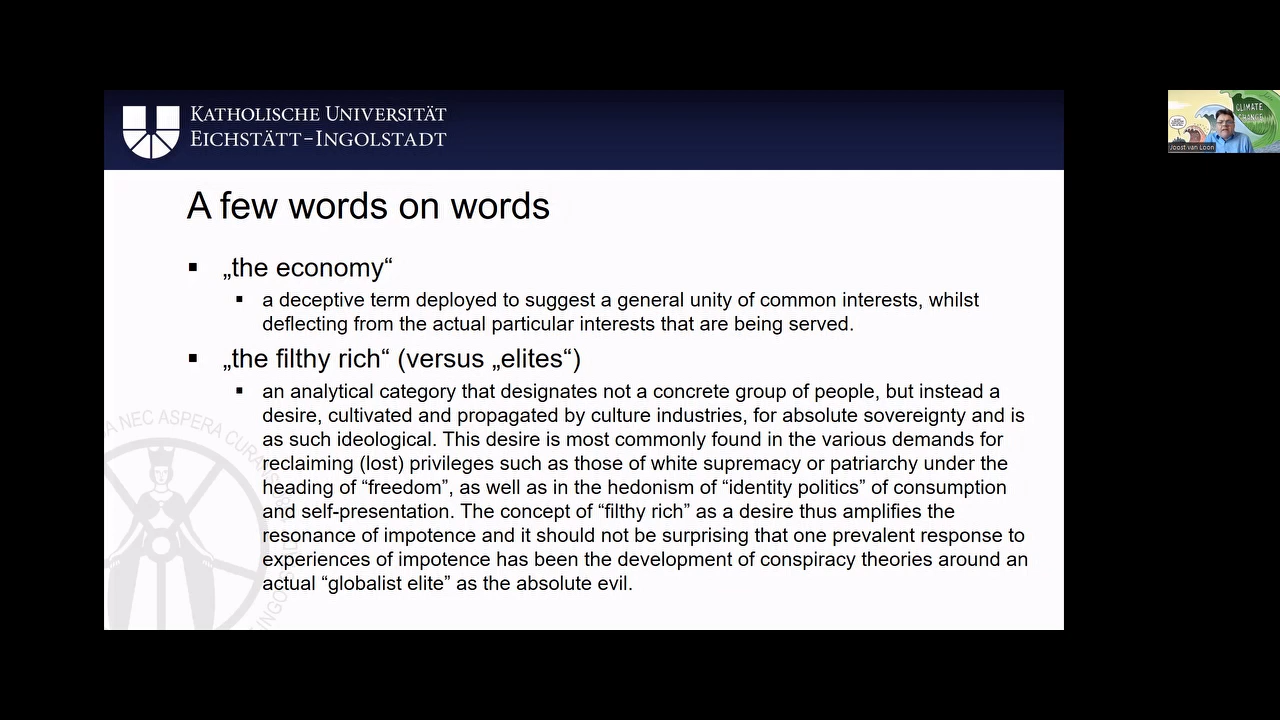 KATHOLISCHE UNIVERSITÄT
EICHSTÄTT-INGOLSTADT
A few words on words
▪ „the economy“
▪ a deceptive term deployed to suggest a general unity of common interests, whilst
deflecting from the actual particular interests that are being served.
▪ „the filthy rich“ (versus „elites“)
▪ an analytical category that designates not a concrete group of people, but instead a
desire, cultivated and propagated by culture industries, for absolute sovereignty and is
as such ideological. This desire is most commonly found in the various demands for
reclaiming (lost) privileges such as those of white supremacy or patriarchy under the
heading of “freedom”, as well as in the hedonism of “identity politics” of consumption
and self-presentation. The concept of “filthy rich” as a desire thus amplifies the
resonance of impotence and it should not be surprising that one prevalent response to
experiences of impotence has been the development of conspiracy theories around an
actual “globalist elite” as the absolute evil.
NEC ASPERA
CLIMATE
CHANGE
Joost van Loon